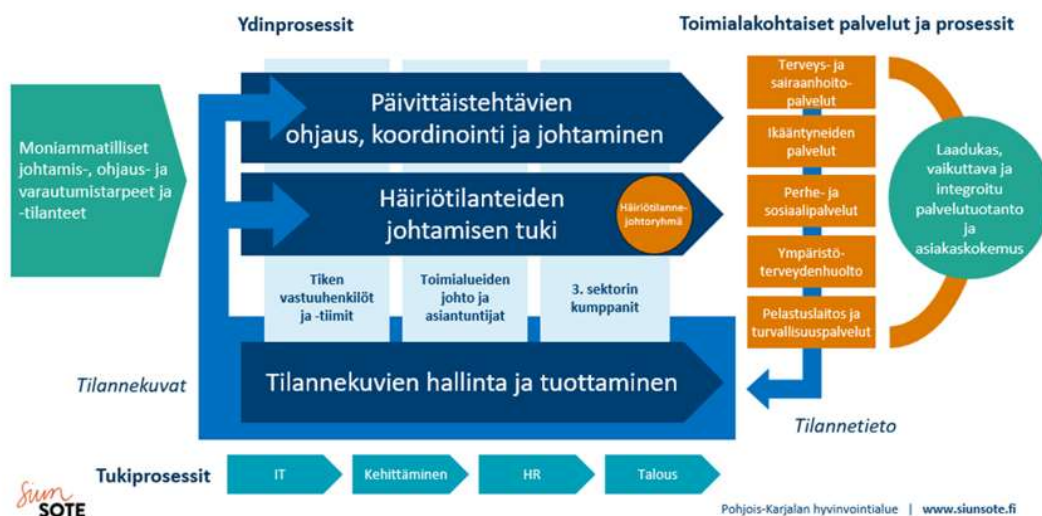 Ydinprosessit
Toimialakohtaiset palvelut ja prosessit
Moniammatilliset
johtamis-, ohjaus- ja
varautumistarpeet ja
-tilanteet
Päivittäistehtävien
ohjaus, koordinointi ja johtaminen
Häiriötilanteiden
johtamisen tuki
Häiriötilanne-
johtoryhmä
Tiken
vastuuhenkilöt
ja -tiimit
Toimialueiden
johto ja
asiantuntijat
3. sektorin
kumppanit
Tilannekuvien hallinta ja tuottaminen
Tilannekuvat
Terveys- ja
sairaanhoito-
palvelut
Ikääntyneiden
palvelut
Perhe- ja
sosiaalipalvelut
Ympäristö-
terveydenhuolto
Pelastuslaitos ja
turvallisuuspalvelut
Laadukas,
vaikuttava ja
integroitu
palvelutuotanto
ja
asiakaskokemus
Tilannetieto
Tukiprosessit
IT
Kehittäminen
HR
Talous
Siun
SOTE
Pohjois-Karjalan hyvinvointialue | www.siunsote.fi